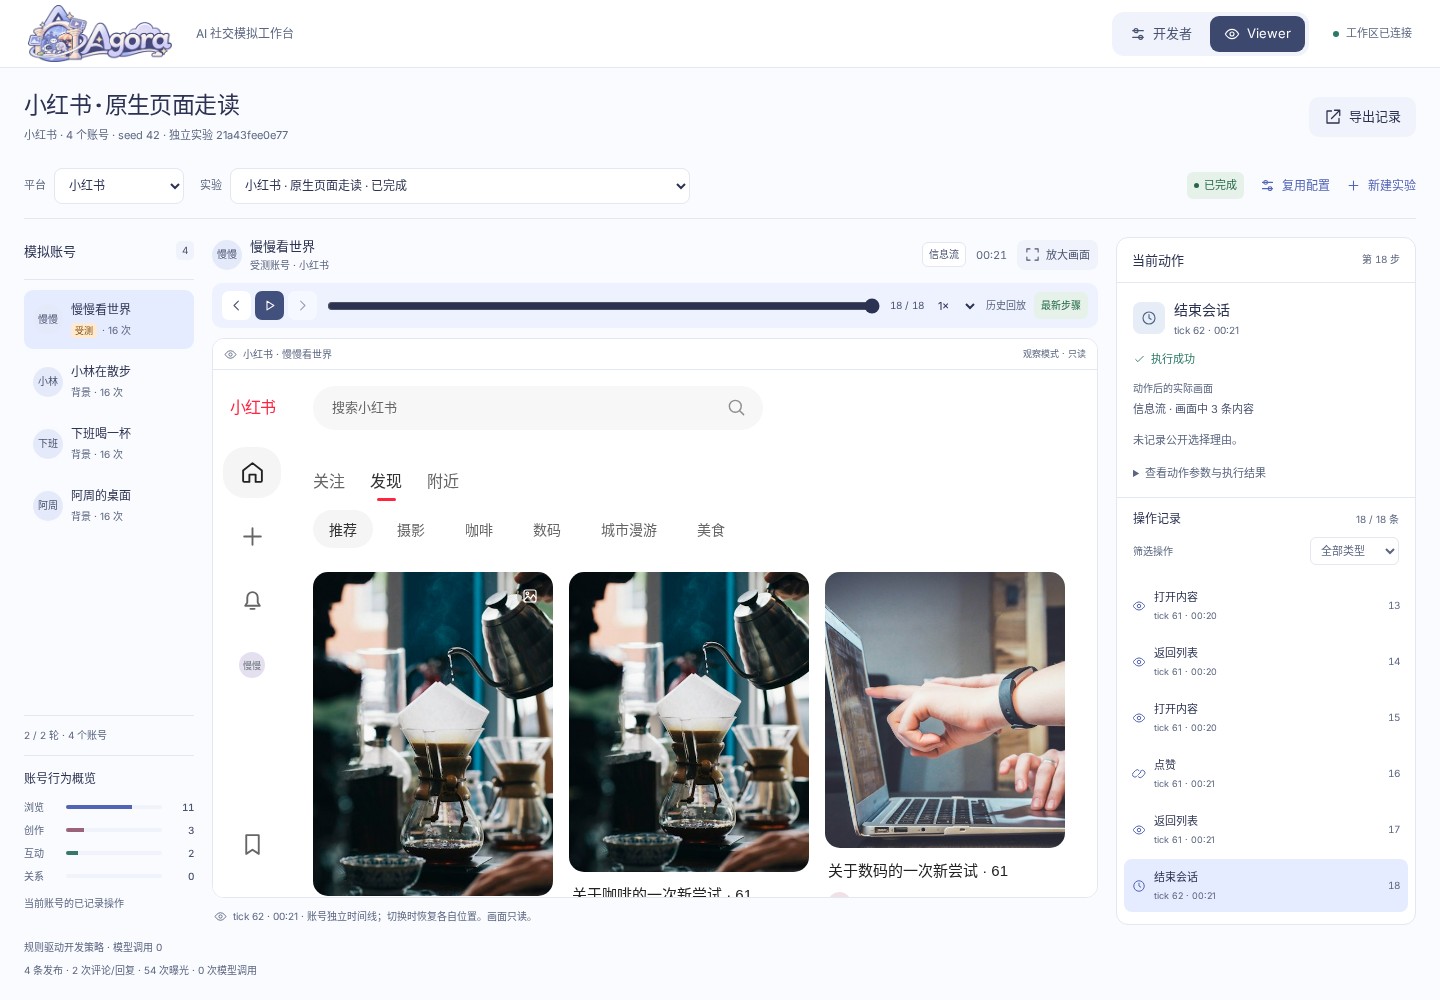 Agora
AI 社交模拟工作台
开发者
Viewer
工作区已连接
小红书 · 原生页面走读
小红书 · 4 个账号 · seed 42 · 独立实验 21a43fee0e77
导出记录
平台
小红书
实验
小红书 · 原生页面走读 · 已完成
已完成
复用配置
新建实验
模拟账号
4
慢慢
慢慢看世界
受测 · 16 次
小林
小林在散步
背景 · 16 次
下班
下班喝一杯
背景 · 16 次
阿周
阿周的桌面
背景 · 16 次
2 / 2 轮 · 4 个账号
账号行为概览
浏览 11
创作 3
互动 2
关系 0
当前账号的已记录操作
规则驱动开发策略 · 模型调用 0
4 条发布 · 2 次评论/回复 · 54 次曝光 · 0 次模型调用
慢慢
慢慢看世界
受测账号 · 小红书
信息流
00:21
放大画面
18 / 18
1×
历史回放
最新步骤
小红书 · 慢慢看世界
观察模式 · 只读
小红书
搜索小红书
关注
发现
附近
推荐
摄影
咖啡
数码
城市漫游
美食
慢慢
关于咖啡的一次新尝试 · 61
关于数码的一次新尝试 · 61
tick 62 · 00:21 · 账号独立时间线；切换时恢复各自位置。画面只读。
当前动作
第 18 步
结束会话
tick 62 · 00:21
执行成功
动作后的实际画面
信息流 · 画面中 3 条内容
未记录公开选择理由。
查看动作参数与执行结果
操作记录
18 / 18 条
筛选操作
全部类型
打开内容
tick 61 · 00:20
13
返回列表
tick 61 · 00:20
14
打开内容
tick 61 · 00:20
15
点赞
tick 61 · 00:21
16
返回列表
tick 61 · 00:21
17
结束会话
tick 62 · 00:21
18